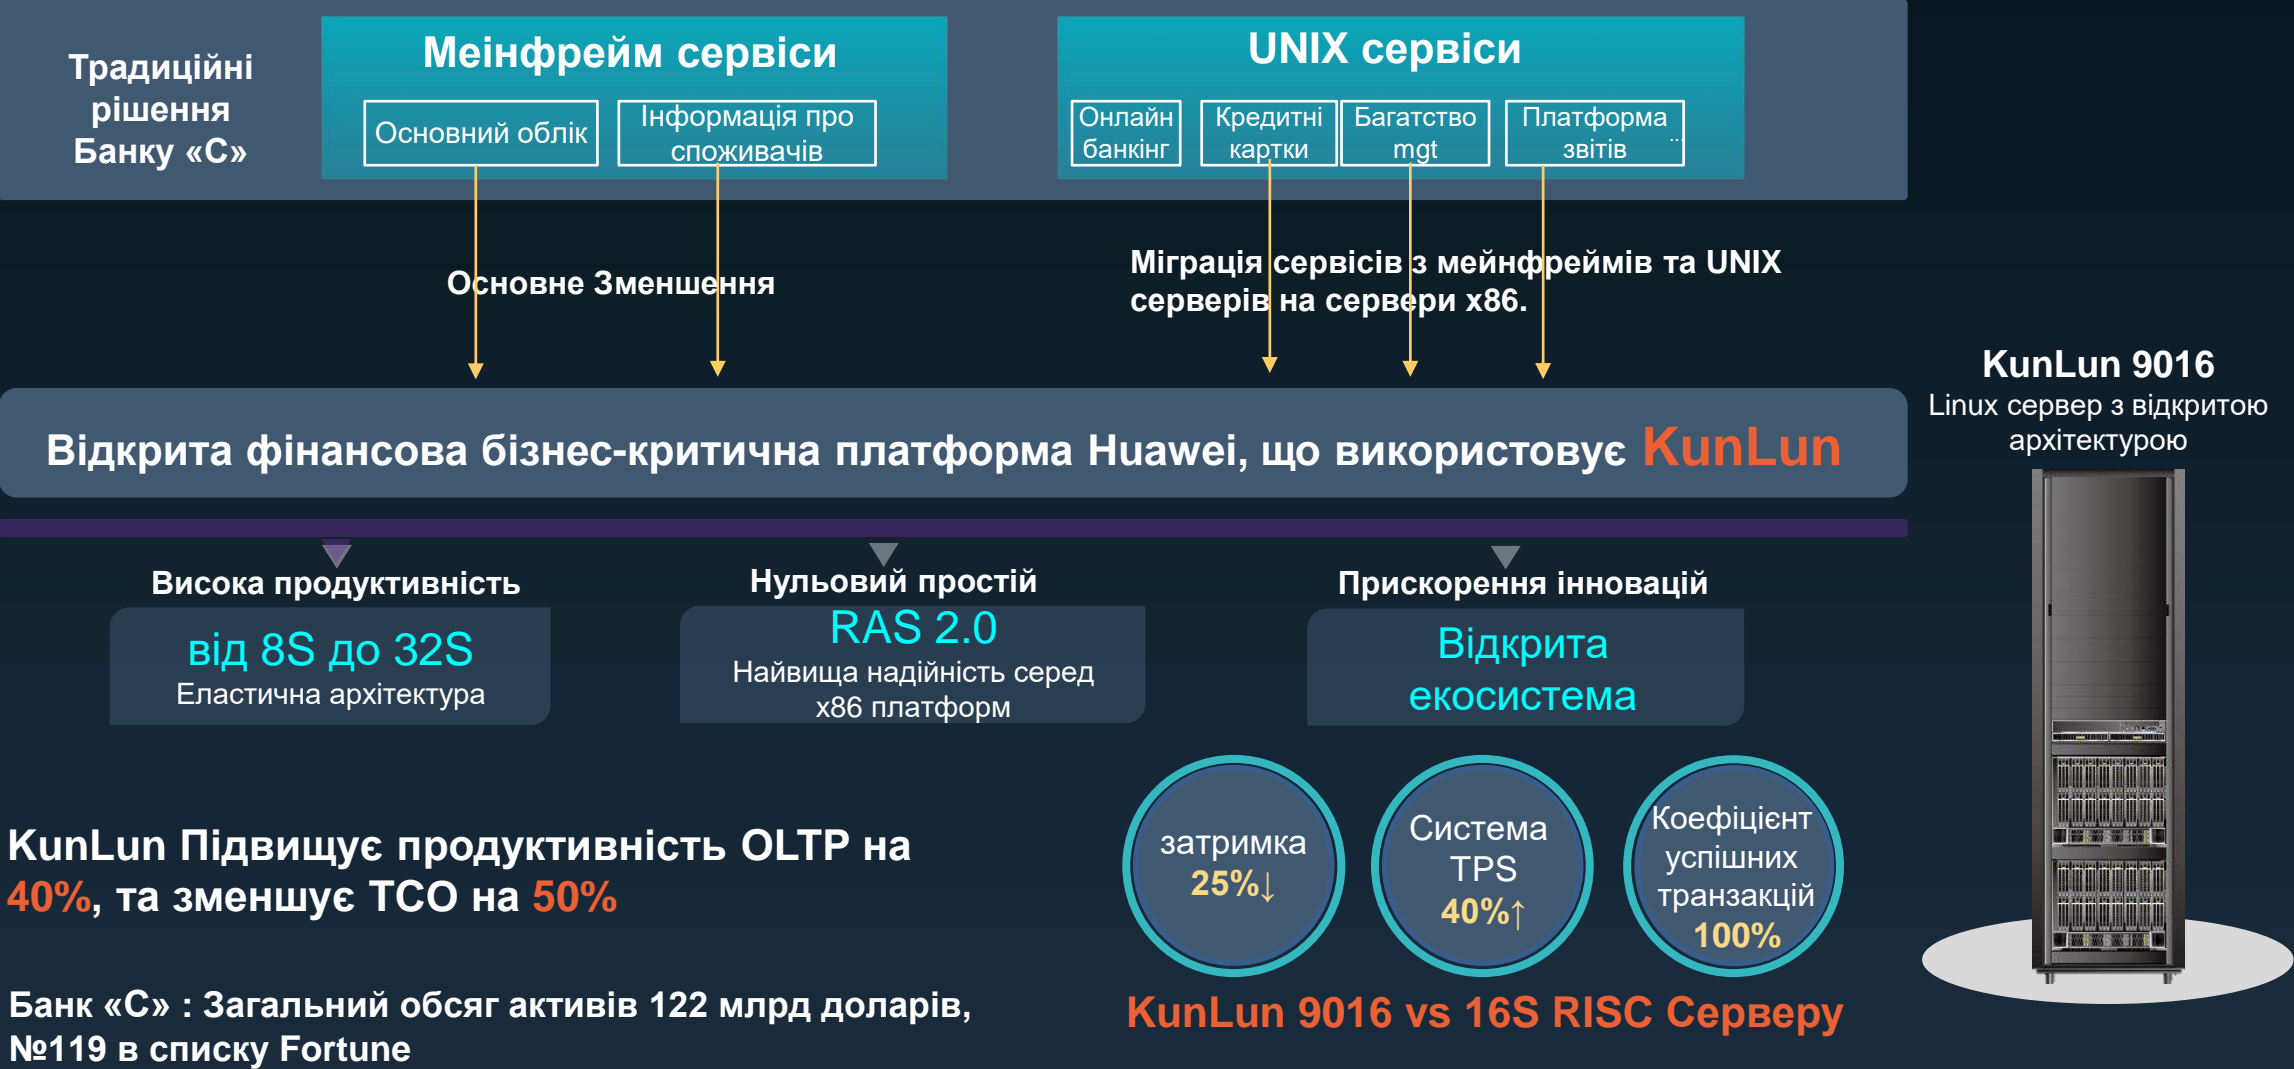 Традиційні
рішення
Банку «С»
Меінфрейм сервіси
Основний облік
Інформація про
споживачів
UNIX сервіси
Онлайн
банкінг
Кредитні
картки
Багатство
mgt
Платформа
звітів
...
Основне Зменшення
Міграція сервісів з мейнфреймів та UNIX
серверів на сервери x86.
Відкрита фінансова бізнес-критична платформа Huawei, що використовує KunLun
KunLun 9016
Linux сервер з відкритою
архітектурою
Висока продуктивність
від 8S до 32S
Еластична архітектура
Нульовий простій
RAS 2.0
Найвища надійність серед
x86 платформ
Прискорення інновацій
Відкрита
екосистема
KunLun Підвищує продуктивність OLTP на
40%, та зменшує TCO на 50%
затримка
25%↓
Система
TPS
40%↑
Коефіцієнт
успішних
транзакцій
100%
KunLun 9016 vs 16S RISC Серверу
Банк «С» : Загальний обсяг активів 122 млрд доларів,
№119 в списку Fortune